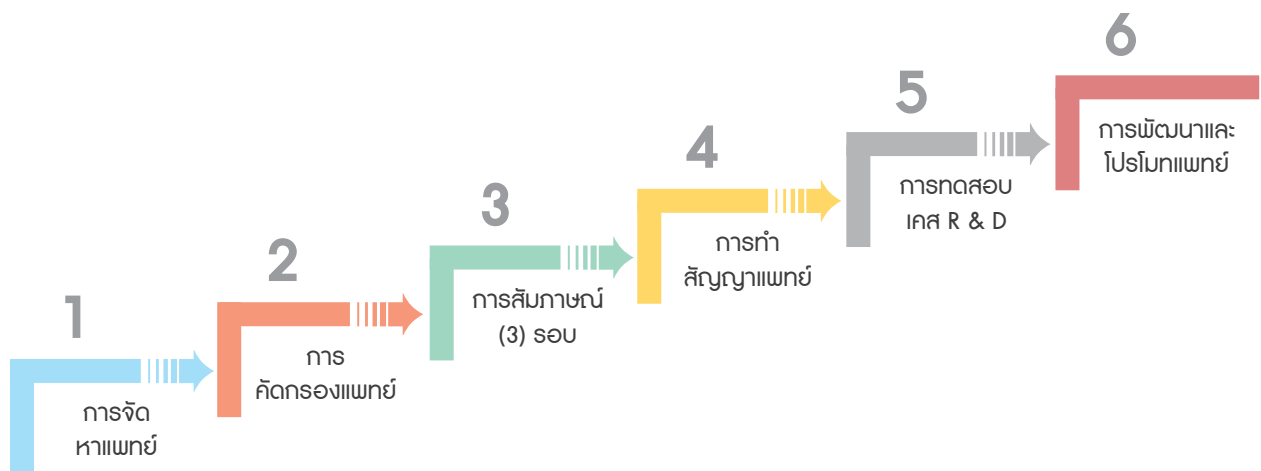 1
การจัด
หาแพทย์
2
การ
คัดกรองแพทย์
3
การสัมภาษณ์
(3) รอบ
4
การทำ
สัญญาแพทย์
5
การทดสอบ
เคส R & D
6
การพัฒนาและ
โปรโมทแพทย์